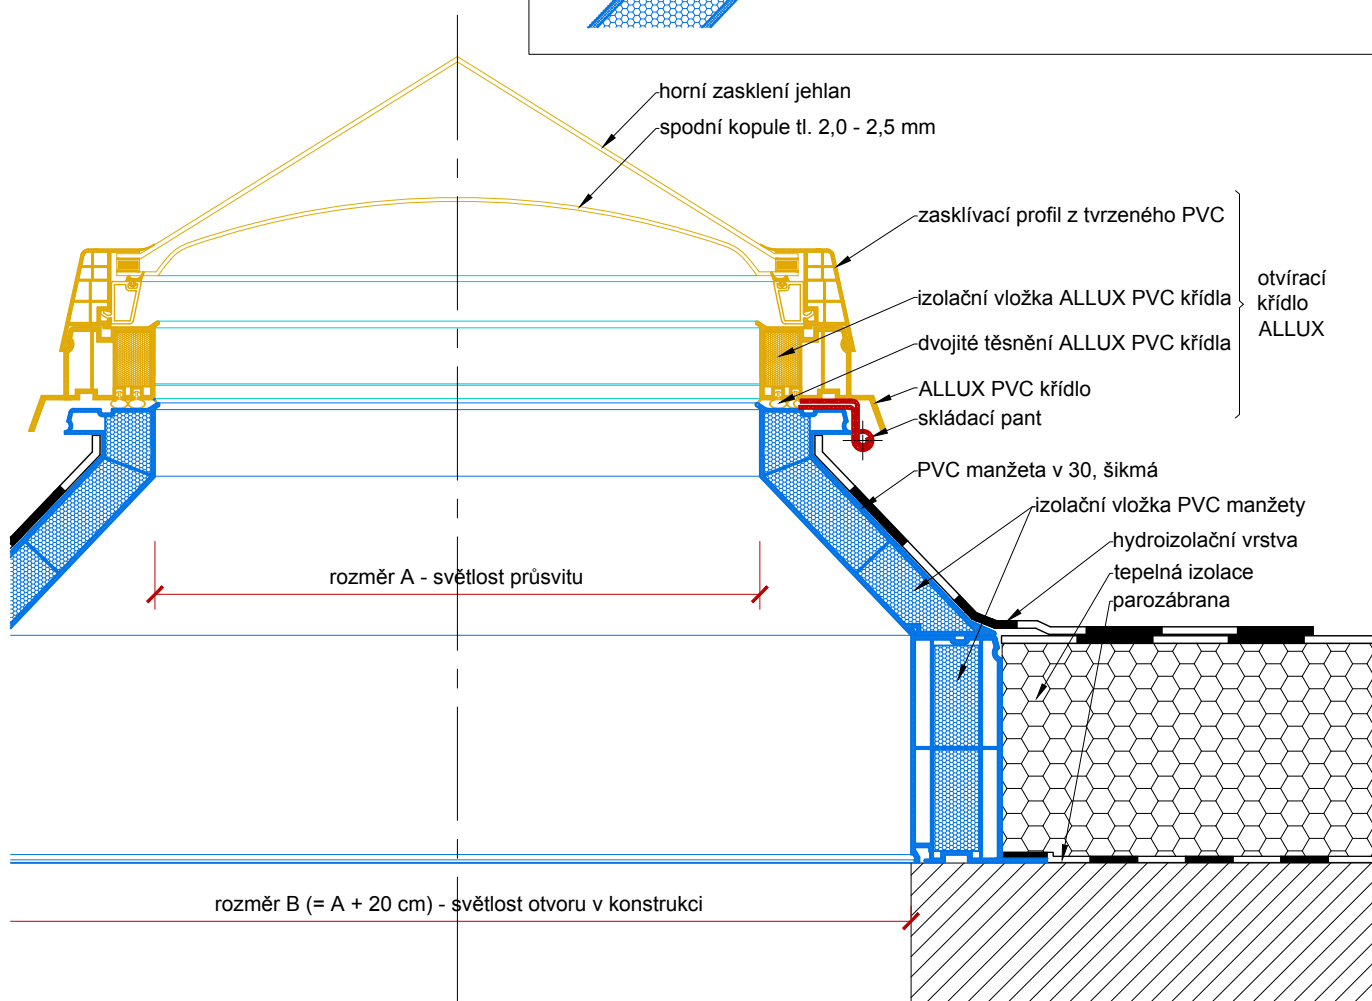 horní zasklení jehlan
spodní kopule tl. 2,0 - 2,5 mm
zasklívací profil z tvrzeného PVC
izolační vložka ALLUX PVC křídla
dvojité těsnění ALLUX PVC křídla
otvírací
křídlo
ALLUX
ALLUX PVC křídlo
skládací pant
PVC manžeta v 30, šikmá
izolační vložka PVC manžety
hydroizolační vrstva
tepelná izolace
parozábrana
rozměr A - světlost průsvitu
rozměr B (= A + 20 cm) - světlost otvoru v konstrukci